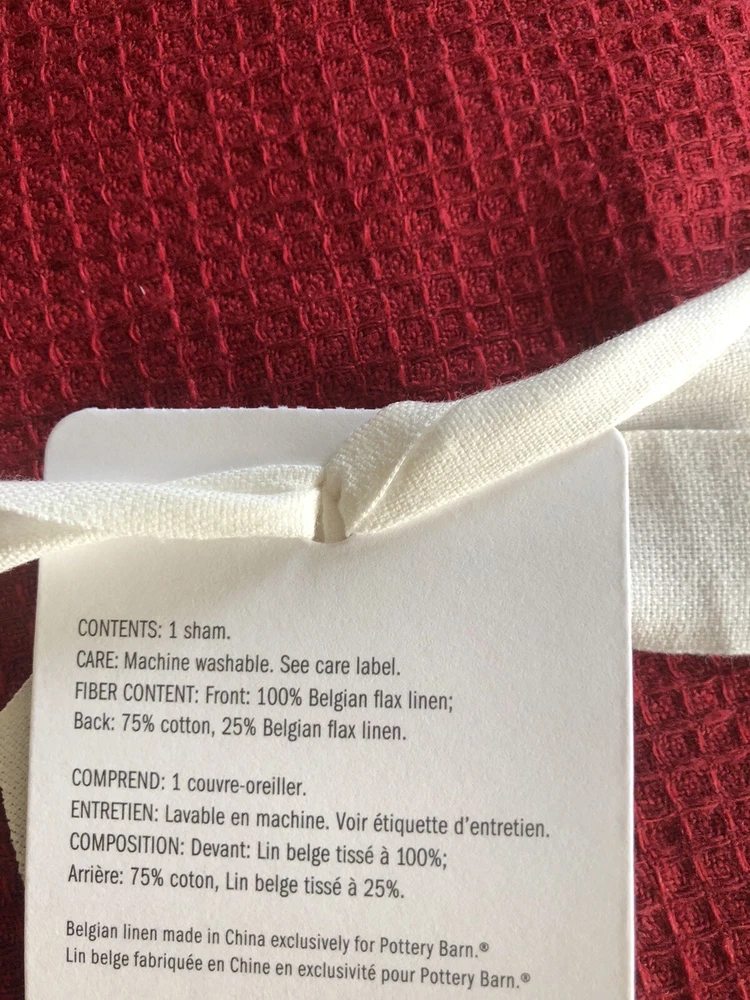 CONTENTS: 1 sham.
CARE: Machine washable. See care label.
FIBER CONTENT: Front: 100% Belgian flax linen;
Back: 75% cotton, 25% Belgian flax linen.
COMPREND: 1 couvre-oreiller.
ENTRETIEN: Lavable en machine. Voir étiquette d'entretien.
COMPOSITION: Devant: Lin belge tissé à 100%;
Arrière: 75% coton, Lin belge tissé à 25%.
Belgian linen made in China exclusively for Pottery Barn.®
Lin belge fabriquée en Chine en exclusivité pour Pottery Barn.®